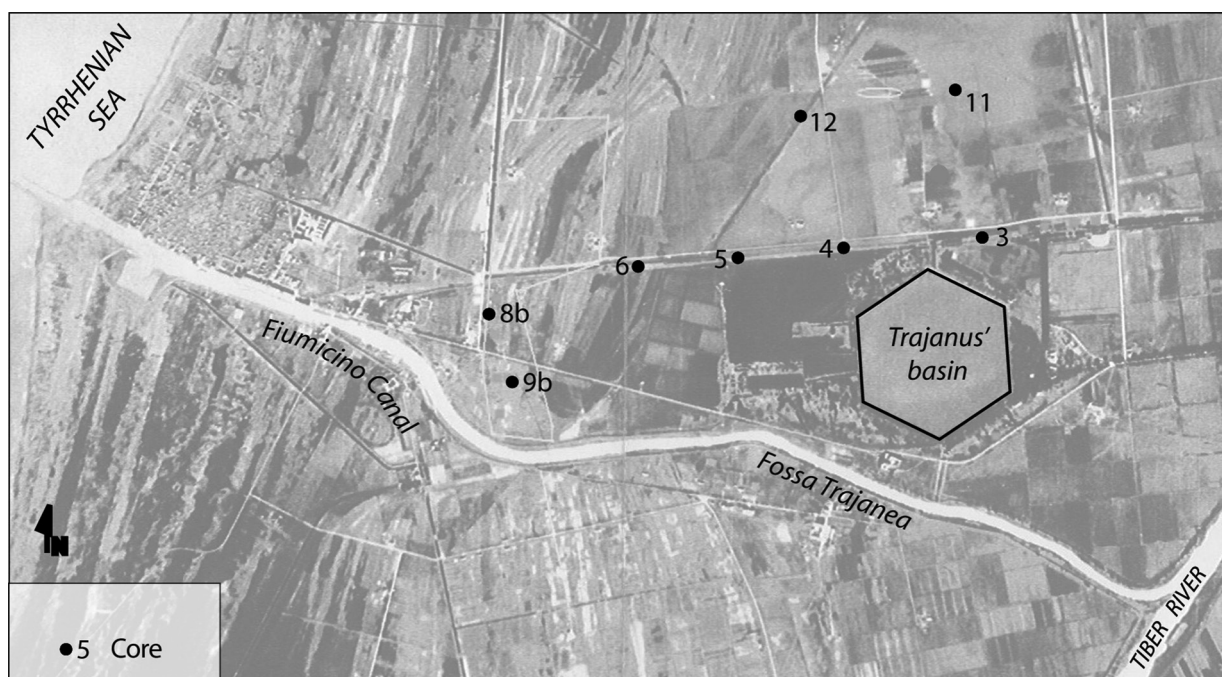 TYRRHENIAN
SEA
11
12
3
4
5
6
8b
9b
Trajanus'
basin
Fiumicino Canal
Fossa Trajanea
N
TIBER RIVER
5 Core